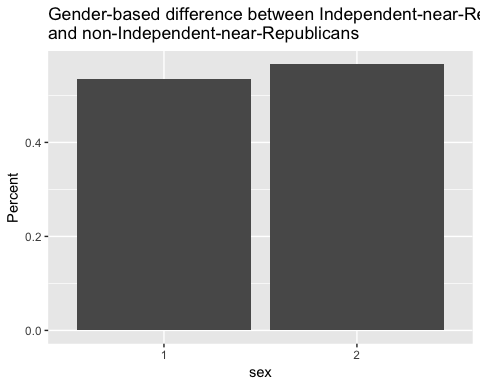 Gender-based difference between Independent-near-Re
and non-Independent-near-Republicans
Percent
0.4
0.2
0.0
1
2
sex